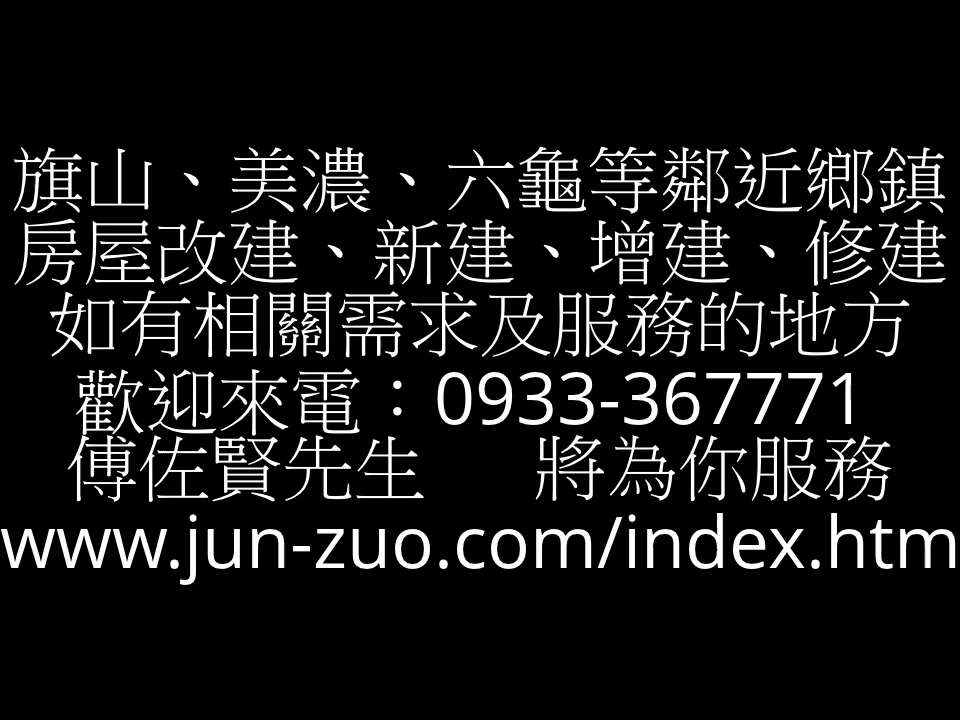 旗山、美濃、六龜等鄰近鄉鎮
房屋改建、新建、增建、修建
如有相關需求及服務的地方
歡迎來電：0933-367771
傅佐賢先生　將為你服務
www.jun-zuo.com/index.htm